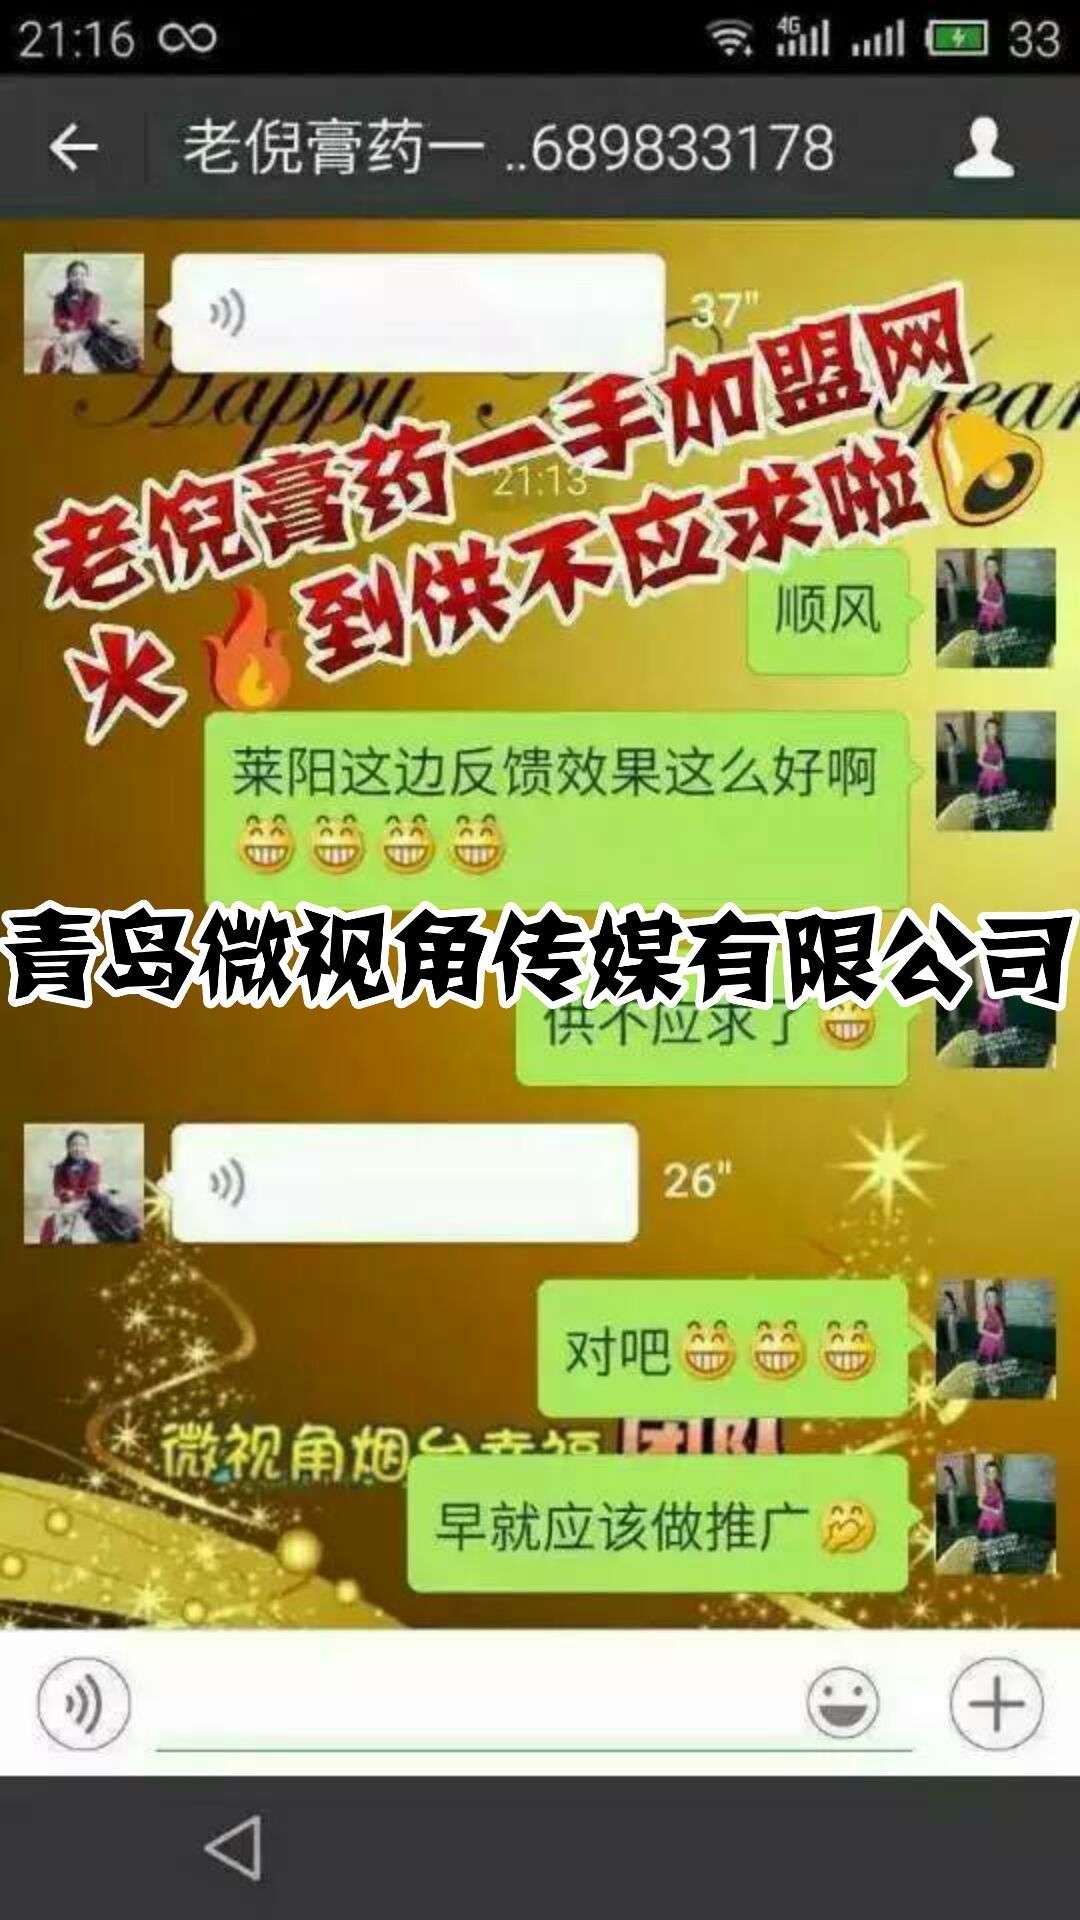 21:16
4G
33
老倪膏药一 ..689833178
37"
Happy
Year
老倪膏药一手加盟网
21:13
火🔥到供不应求啦🔔
顺风
莱阳这边反馈效果这么好啊
😁😁😁😁
青岛微视角传媒有限公司
供不应求了😁
26"
对吧😁😁😁
微视角烟台幸福团队
早就应该做推广🤭